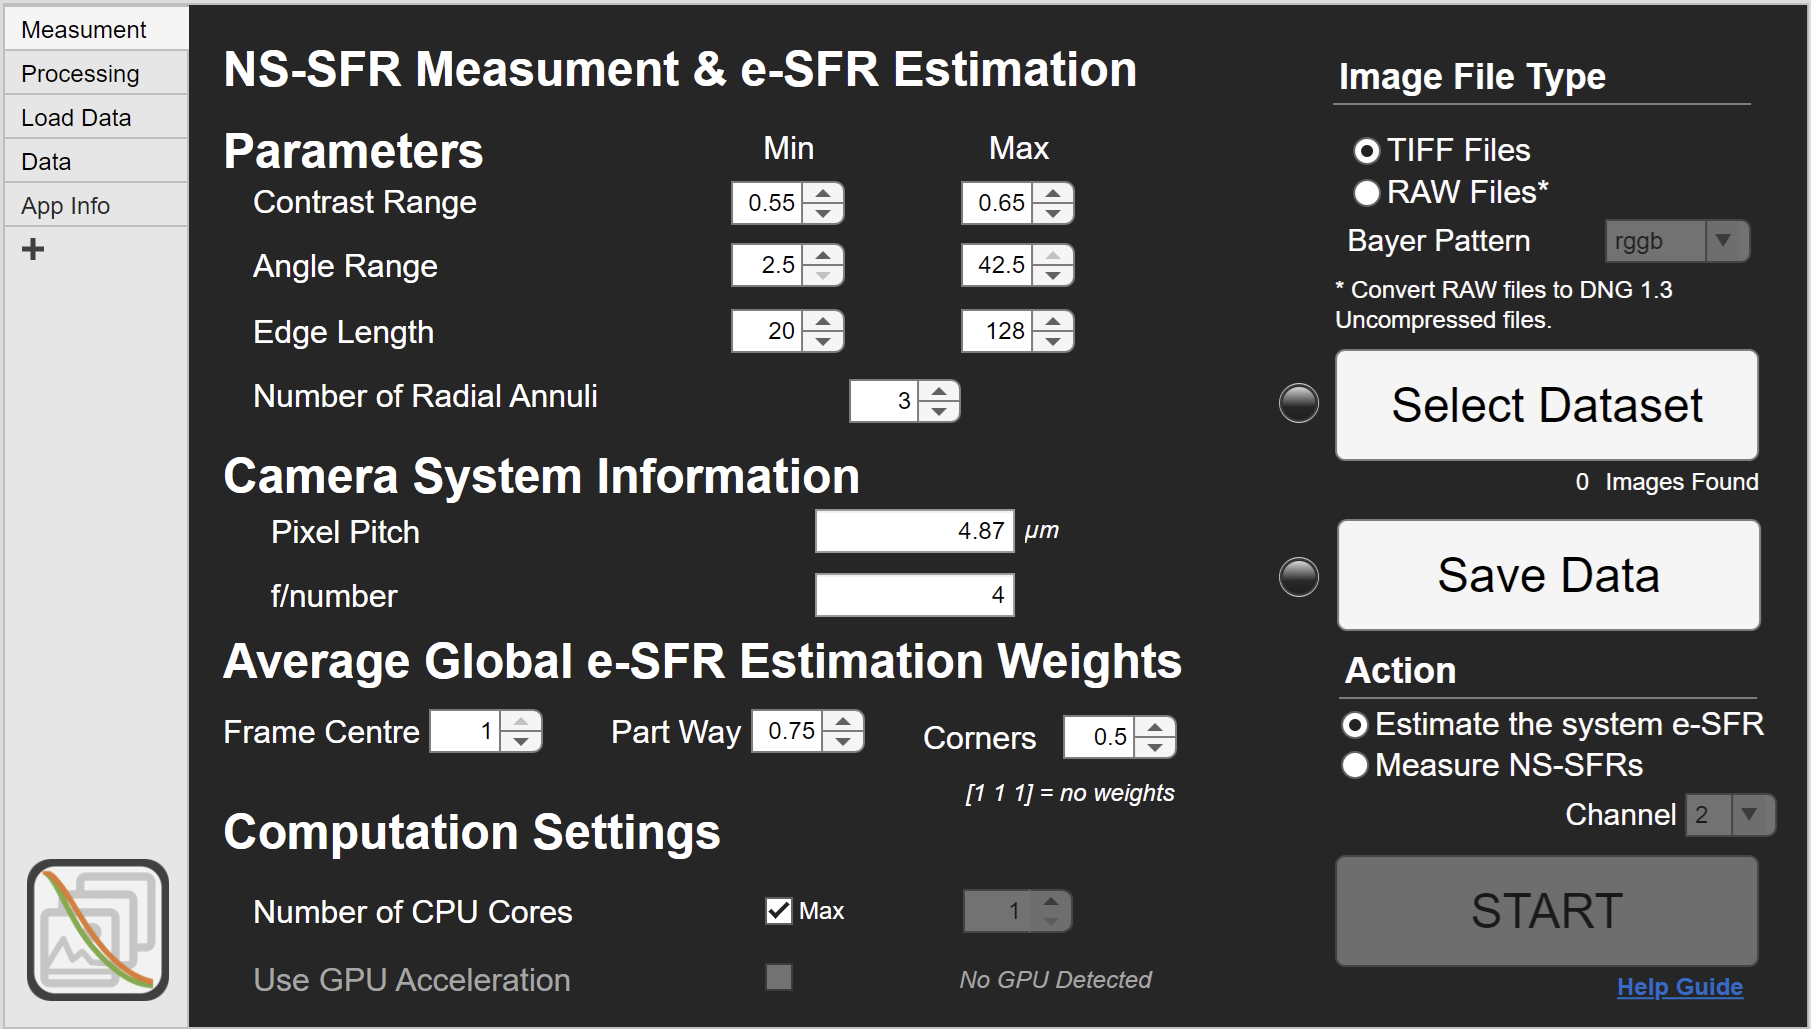 Measument
Processing
Load Data
Data
App Info
NS-SFR Measument & e-SFR Estimation
Parameters
Min Max
Contrast Range 0.55 0.65
Angle Range 2.5 42.5
Edge Length 20 128
Number of Radial Annuli 3
Camera System Information
Pixel Pitch 4.87 µm
f/number 4
Average Global e-SFR Estimation Weights
Frame Centre 1 Part Way 0.75 Corners 0.5
[1 1 1] = no weights
Computation Settings
Number of CPU Cores Max 1
Use GPU Acceleration No GPU Detected
Image File Type
TIFF Files
RAW Files*
Bayer Pattern rggb
* Convert RAW files to DNG 1.3
Uncompressed files.
Select Dataset
0 Images Found
Save Data
Action
Estimate the system e-SFR
Measure NS-SFRs
Channel 2
START
Help Guide